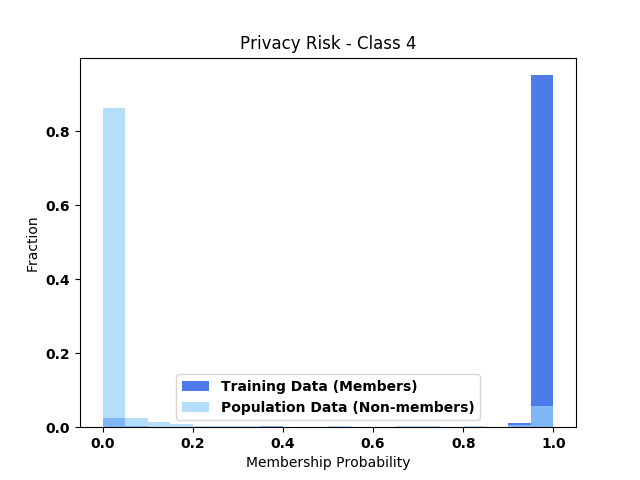 Privacy Risk - Class 4
Fraction
0.8
0.6
0.4
0.2
0.0
Training Data (Members)
Population Data (Non-members)
0.0 0.2 0.4 0.6 0.8 1.0
Membership Probability